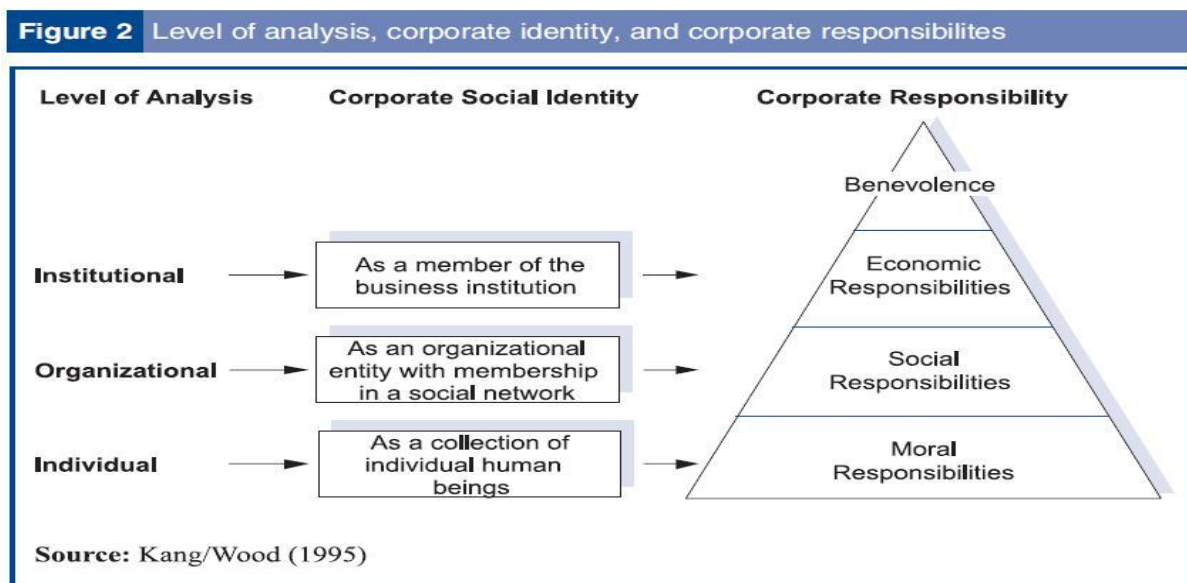 Figure 2 Level of analysis, corporate identity, and corporate responsibilites
Level of Analysis
Corporate Social Identity
Corporate Responsibility
Benevolence
Institutional
As a member of the
business institution
Economic
Responsibilities
Organizational
As an organizational
entity with membership
in a social network
Social
Responsibilities
Individual
As a collection of
individual human
beings
Moral
Responsibilities
Source: Kang/Wood (1995)